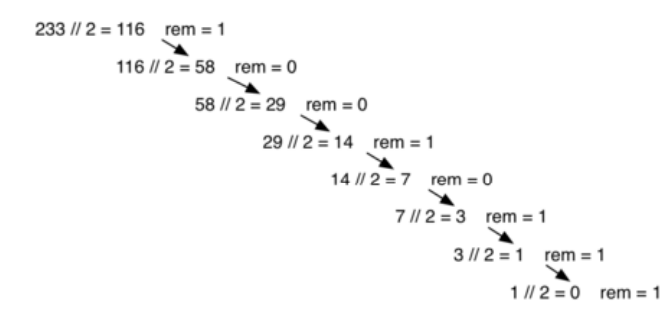 233 // 2 = 116 rem = 1
116 // 2 = 58 rem = 0
58 // 2 = 29 rem = 0
29 // 2 = 14 rem = 1
14 // 2 = 7 rem = 0
7 // 2 = 3 rem = 1
3 // 2 = 1 rem = 1
1 // 2 = 0 rem = 1